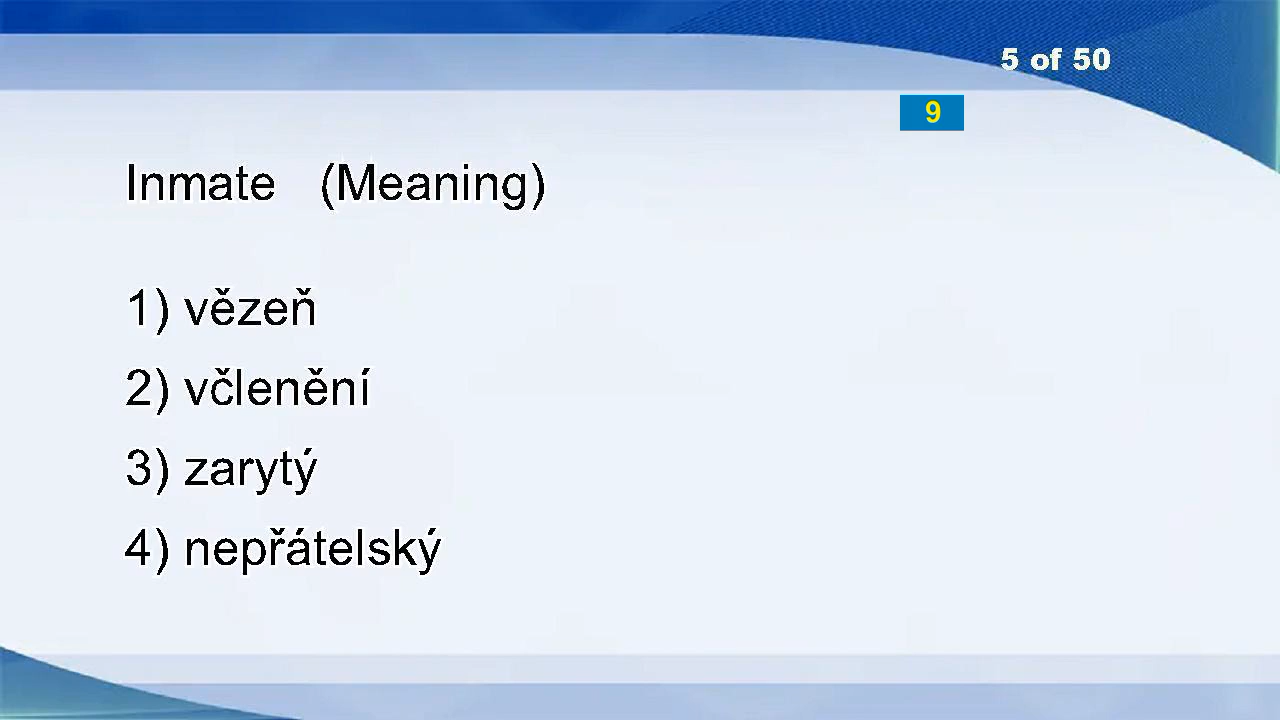 5 of 50
9
Inmate (Meaning)
1) vězeň
2) včlenění
3) zarytý
4) nepřátelský